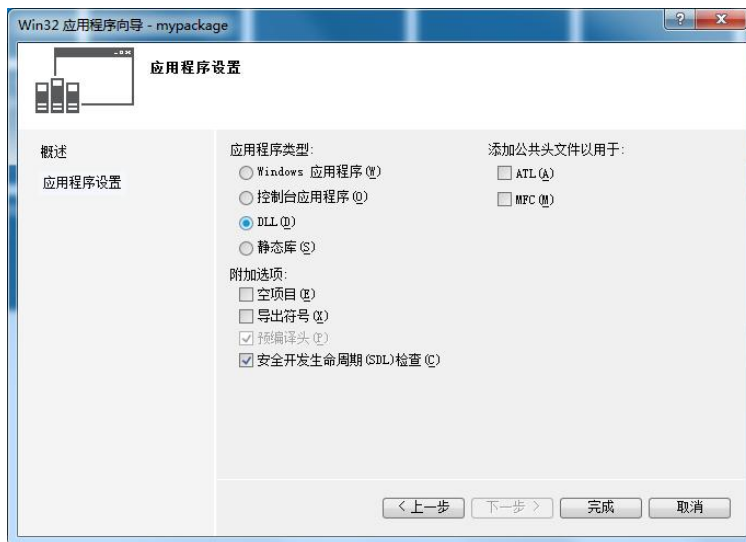 Win32 应用程序向导 - mypackage
应用程序设置
概述
应用程序设置
应用程序类型:
Windows 应用程序(W)
控制台应用程序(O)
DLL(D)
静态库(S)
附加选项:
空项目(E)
导出符号(X)
预编译头(P)
安全开发生命周期(SDL)检查(C)
添加公共头文件以用于:
ATL(A)
MFC(M)
< 上一步
下一步 >
完成
取消